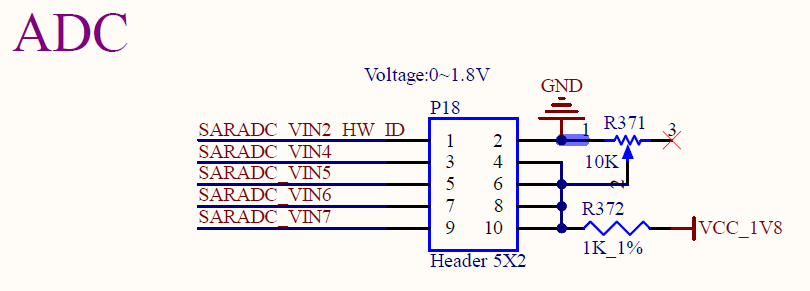 ADC
Voltage:0~1.8V
GND
P18
SARADC_VIN2_HW_ID 1 2 1 R371 3
SARADC_VIN4 3 4 10K
SARADC_VIN5 5 6 2
SARADC_VIN6 7 8 R372
SARADC_VIN7 9 10 VCC_1V8
1K_1%
Header 5X2